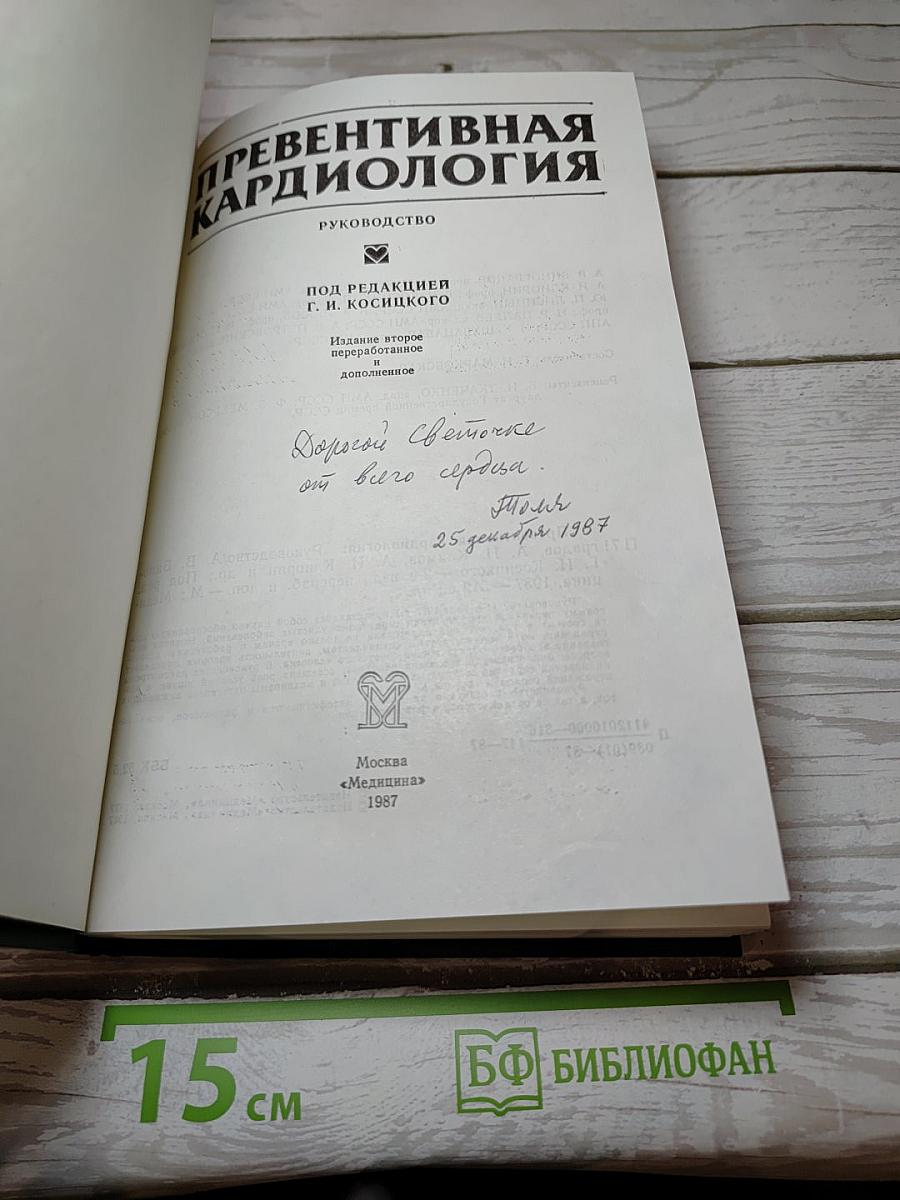 ПРЕВЕНТИВНАЯ
КАРДИОЛОГИЯ
РУКОВОДСТВО
ПОД РЕДАКЦИЕЙ
Г. И. КОСИЦКОГО
Издание второе
переработанное
и
дополненное
Дорогой Светочке
от всего сердца.
Толя
25 декабря 1987
Москва
«Медицина»
1987
15 см
БФ БИБЛИОФАН